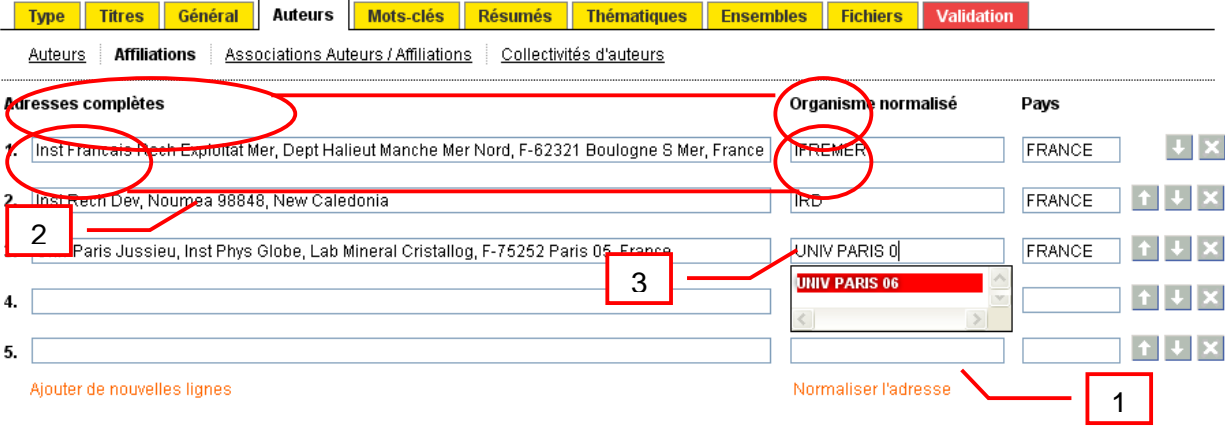 Type Titres Général Auteurs Mots-clés Résumés Thématiques Ensembles Fichiers Validation
Auteurs Affiliations Associations Auteurs / Affiliations Collectivités d'auteurs
Adresses complètes Organisme normalisé Pays
1. Inst Francais Rech Exploitat Mer, Dept Halieut Manche Mer Nord, F-62321 Boulogne S Mer, France IFREMER FRANCE
2. Inst Rech Dev, Noumea 98848, New Caledonia IRD FRANCE
2
Paris Jussieu, Inst Phys Globe, Lab Mineral Cristallog, F-75252 Paris 05, France UNIV PARIS 0 FRANCE
3
UNIV PARIS 06
4.
5.
Ajouter de nouvelles lignes Normaliser l'adresse
1